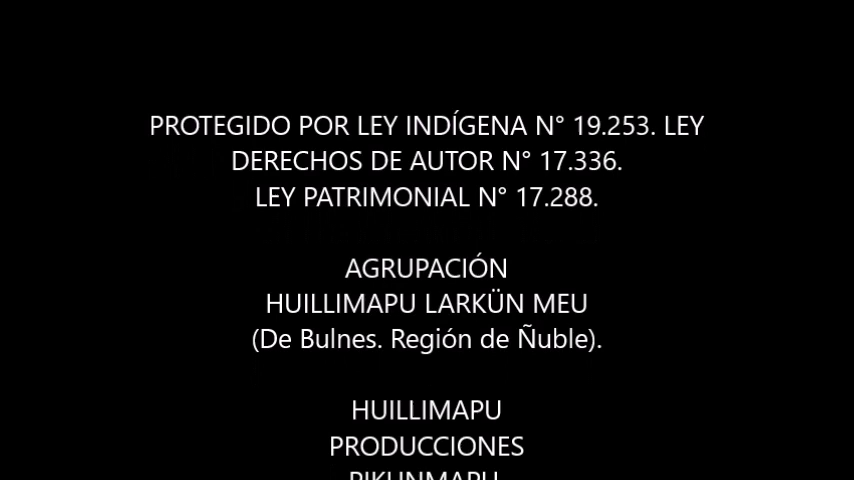 PROTEGIDO POR LEY INDÍGENA N° 19.253. LEY
DERECHOS DE AUTOR N° 17.336.
LEY PATRIMONIAL N° 17.288.
AGRUPACIÓN
HUILLIMAPU LARKÜN MEU
(De Bulnes. Región de Ñuble).
HUILLIMAPU
PRODUCCIONES
PIKUNMAPU